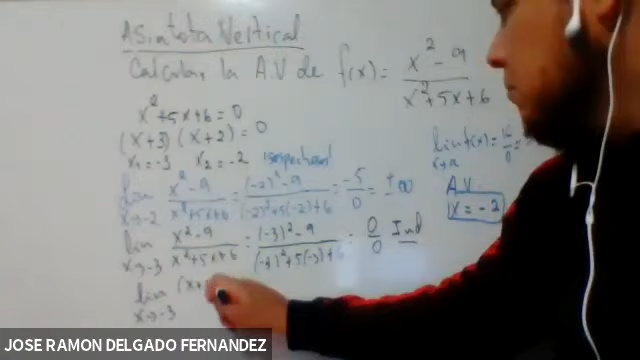 Asintota Vertical
Calcular la A.V de f(x) = x² - 9 / x² + 5x + 6
x² + 5x + 6 = 0
(x+3) (x+2) = 0
x₁ = -3 x₂ = -2
lim x→-2 x² - 9 / x² + 5x + 6 = (-2)² - 9 / (-2)² + 5(-2) + 6 = -5 / 0 = ±∞
lim x→-3 x² - 9 / x² + 5x + 6 = (-3)² - 9 / (-3)² + 5(-3) + 6 = 0 / 0 Ind
lim x→-3 (x+
A.V
x = -2
JOSE RAMON DELGADO FERNANDEZ